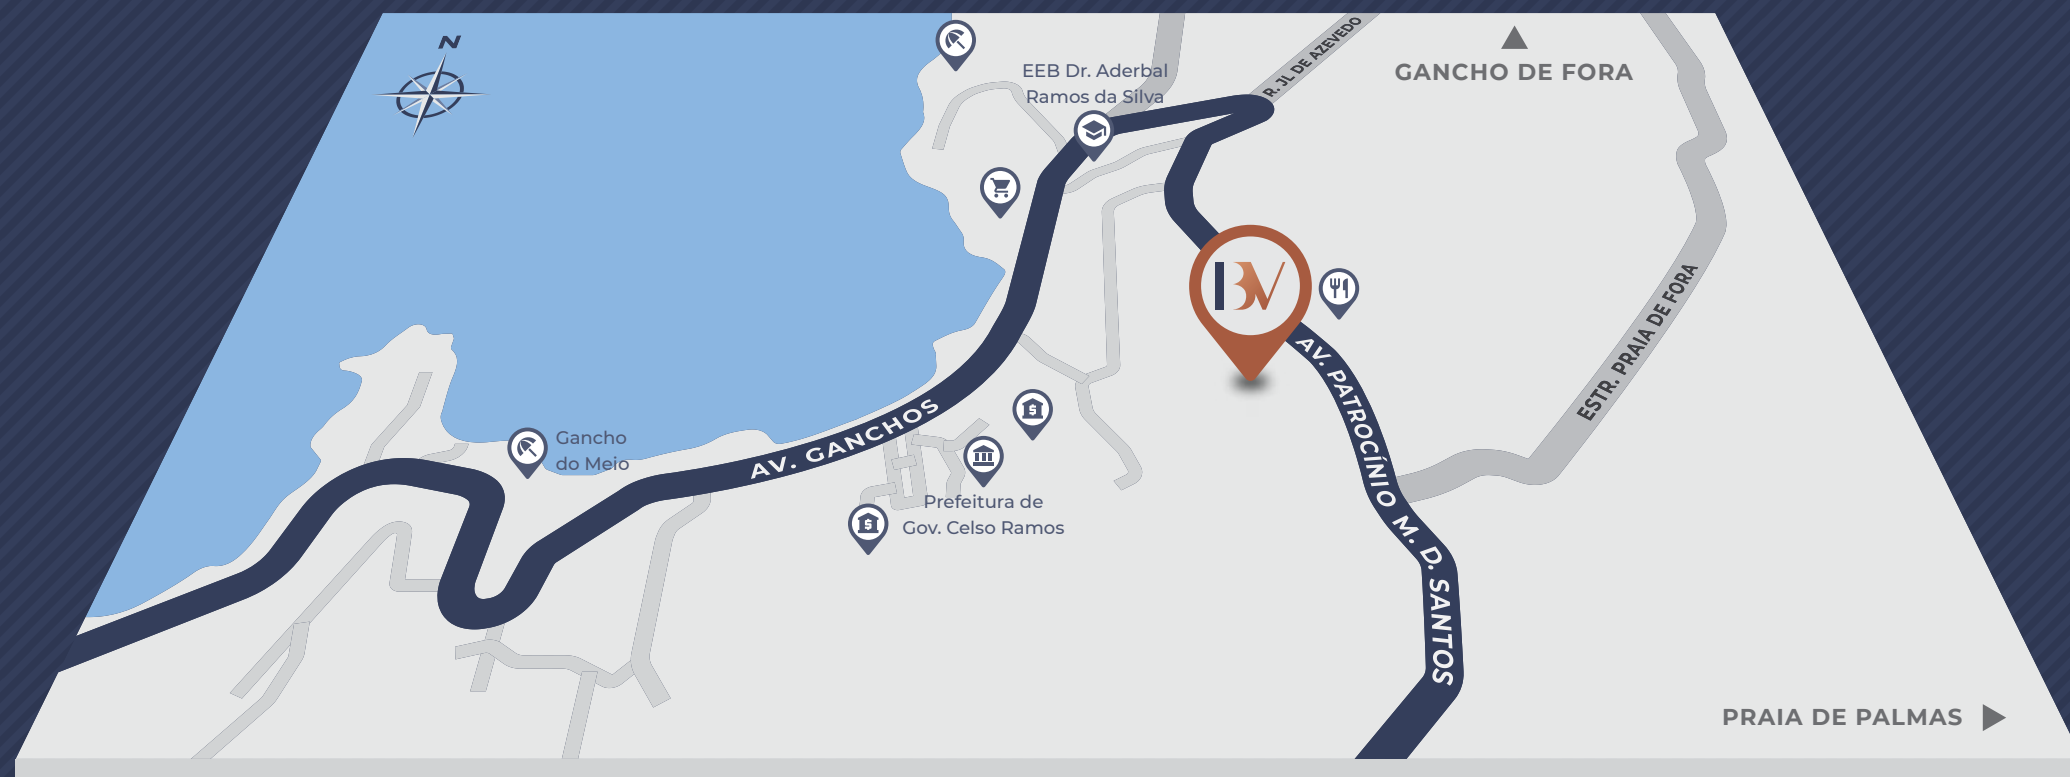 N
EEB Dr. Aderbal
Ramos da Silva
R. JL DE AZEVEDO
GANCHO DE FORA
BV
ESTR. PRAIA DE FORA
AV. PATROCÍNIO M. D. SANTOS
AV. GANCHOS
Gancho
do Meio
$
$
Prefeitura de
Gov. Celso Ramos
PRAIA DE PALMAS